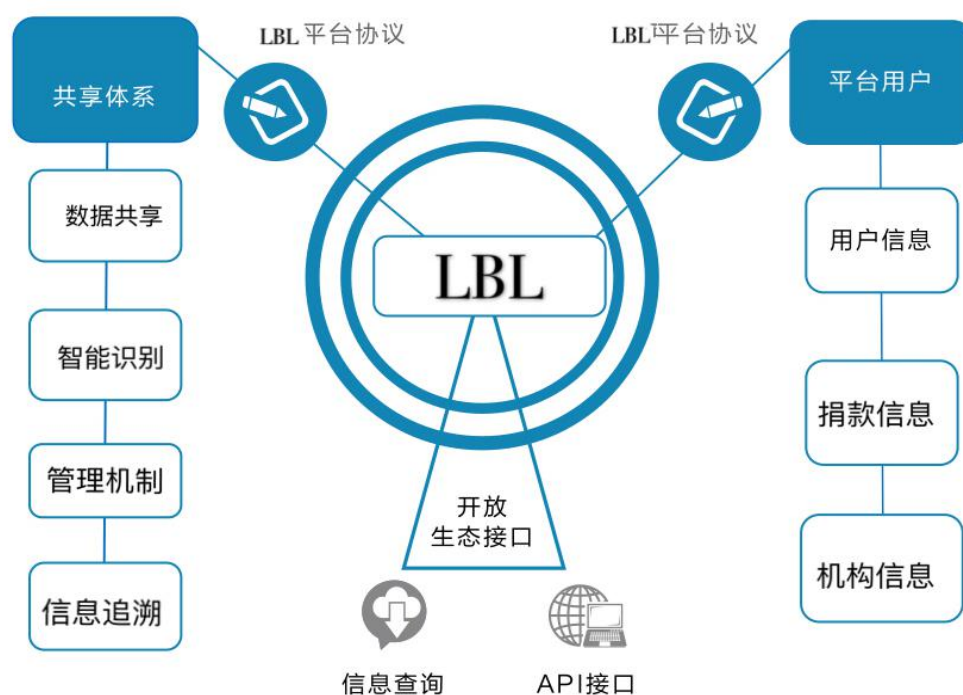 LBL 平台协议
LBL平台协议
共享体系
平台用户
数据共享
用户信息
LBL
智能识别
捐款信息
管理机制
开放
生态接口
机构信息
信息追溯
信息查询
API接口